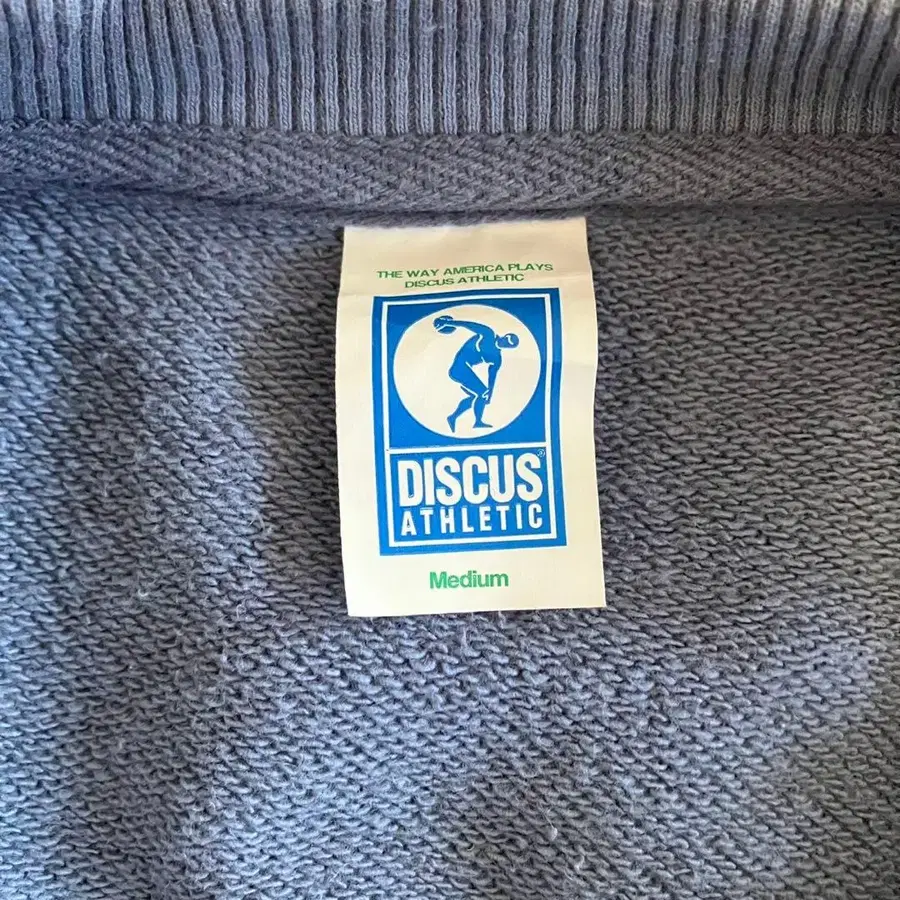 THE WAY AMERICA PLAYS
DISCUS ATHLETIC
DISCUS®
ATHLETIC
Medium